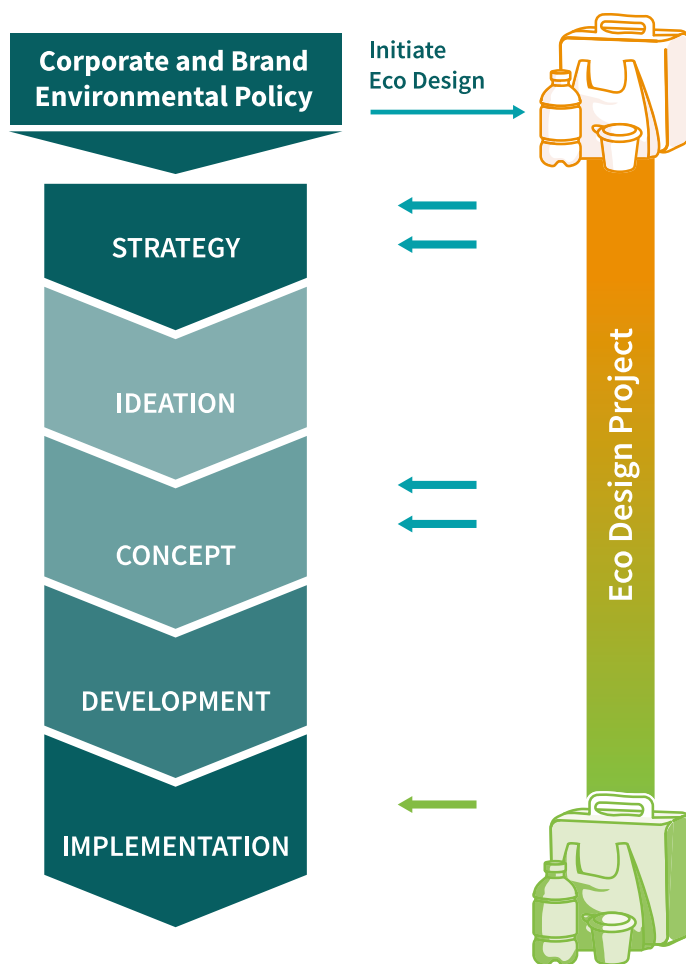 Corporate and Brand
Environmental Policy
Initiate
Eco Design
STRATEGY
IDEATION
CONCEPT
DEVELOPMENT
IMPLEMENTATION
Eco Design Project